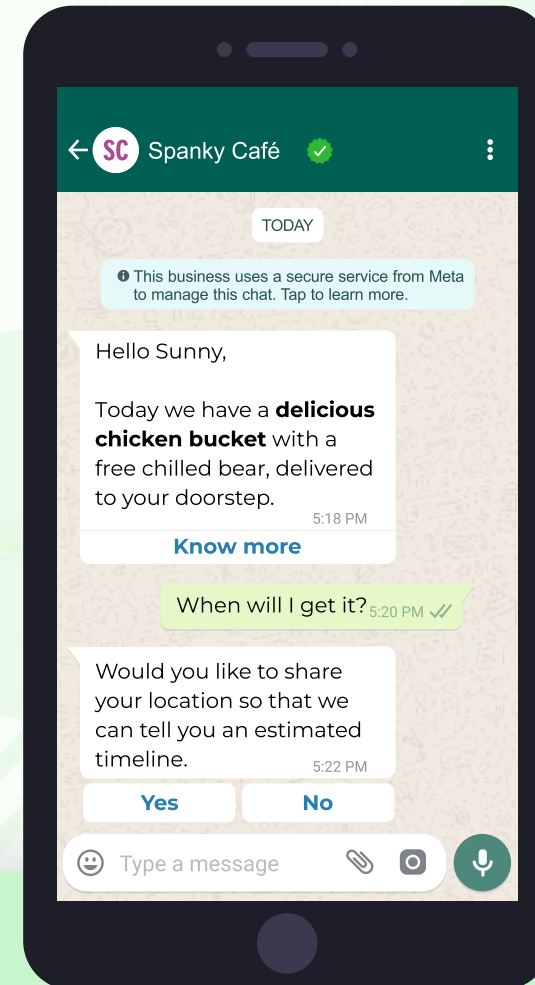 SC Spanky Café
TODAY
This business uses a secure service from Meta
to manage this chat. Tap to learn more.
Hello Sunny,
Today we have a delicious
chicken bucket with a
free chilled bear, delivered
to your doorstep.
5:18 PM
Know more
When will I get it? 5:20 PM
Would you like to share
your location so that we
can tell you an estimated
timeline.
5:22 PM
Yes No
Type a message